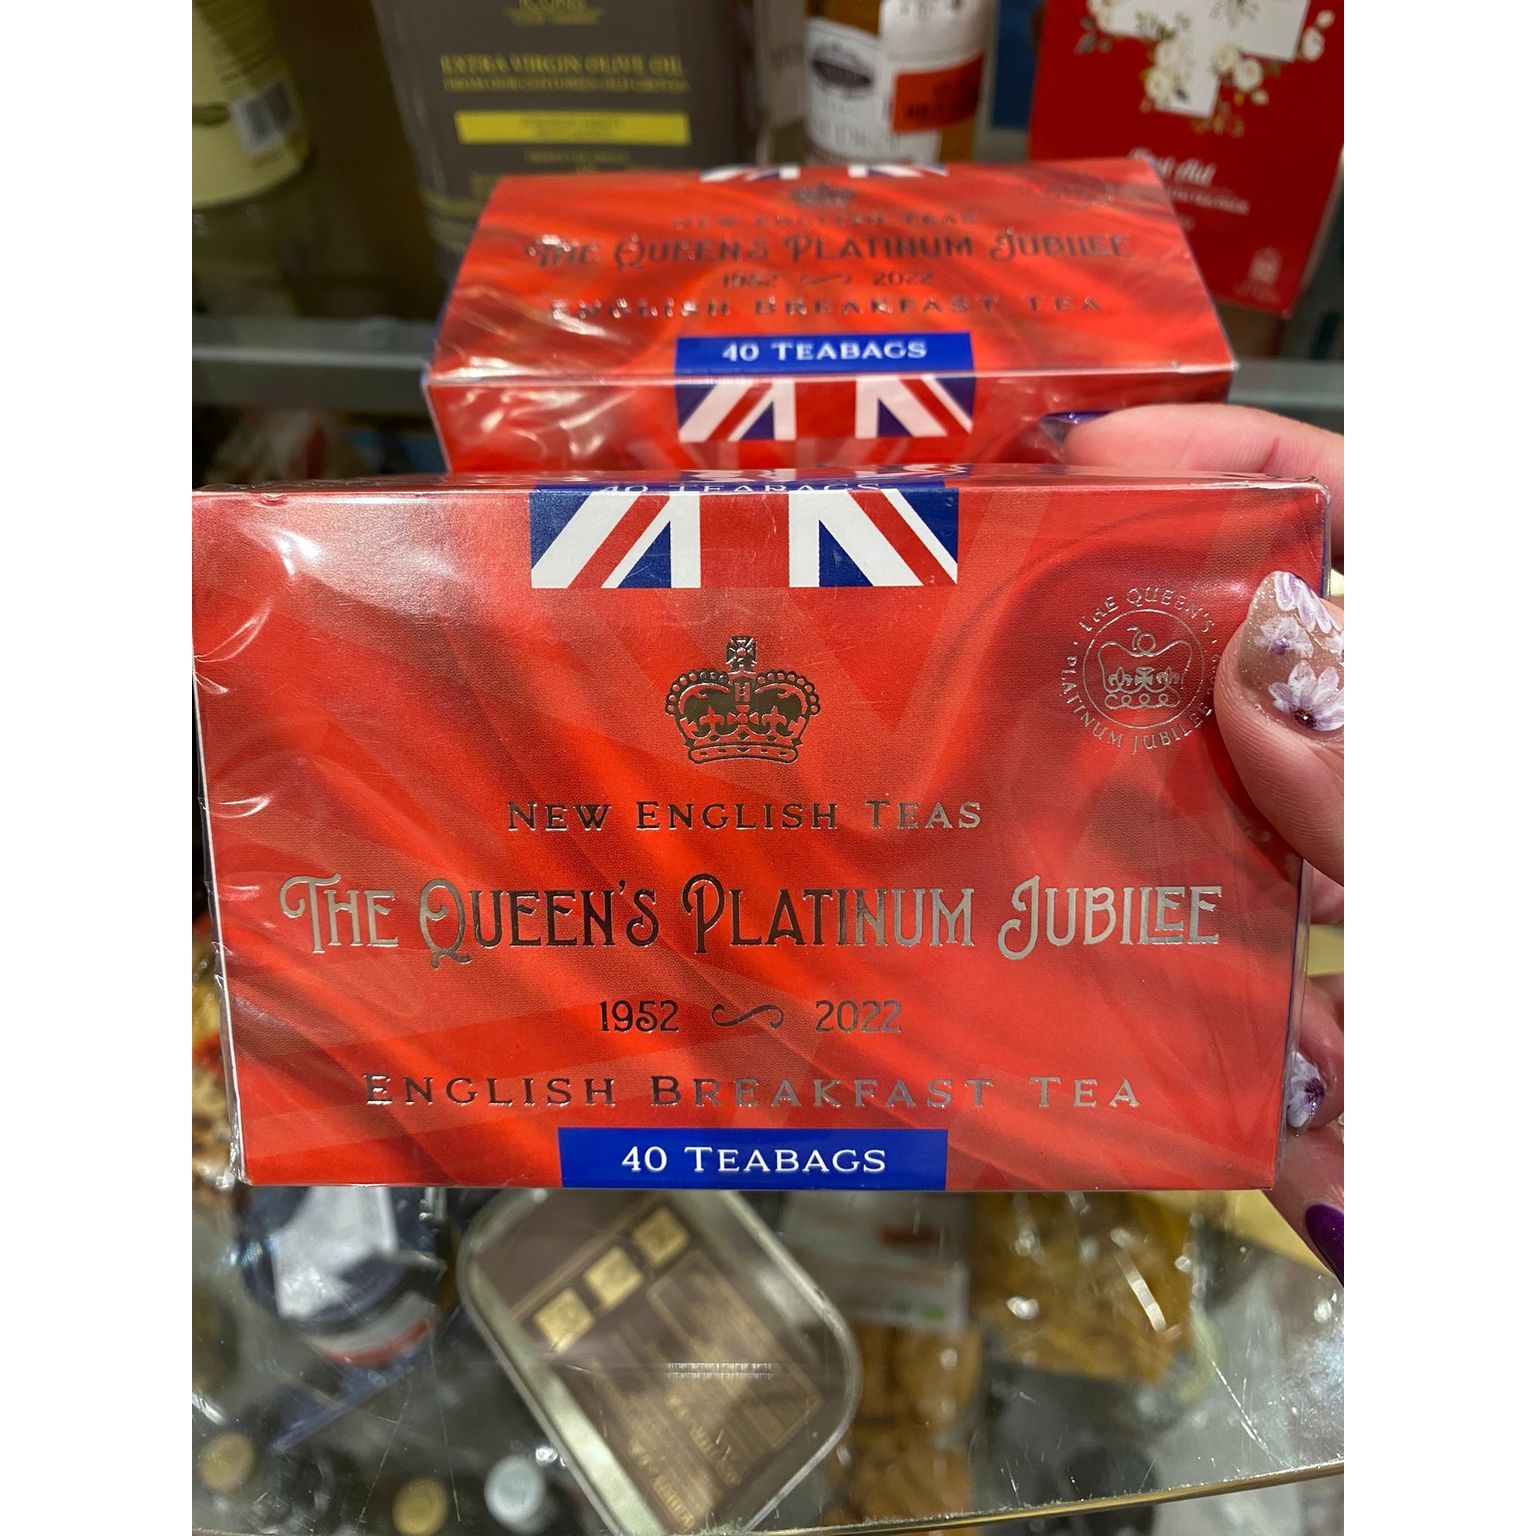 EXTRA VIRGIN OLIVE OIL
NEW ENGLISH TEAS
THE QUEEN'S PLATINUM JUBILEE
1952 2022
ENGLISH BREAKFAST TEA
40 TEABAGS
40 TEABAGS
THE QUEEN'S
PLATINUM JUBILEE
70
NEW ENGLISH TEAS
THE QUEEN'S PLATINUM JUBILEE
1952 2022
ENGLISH BREAKFAST TEA
40 TEABAGS